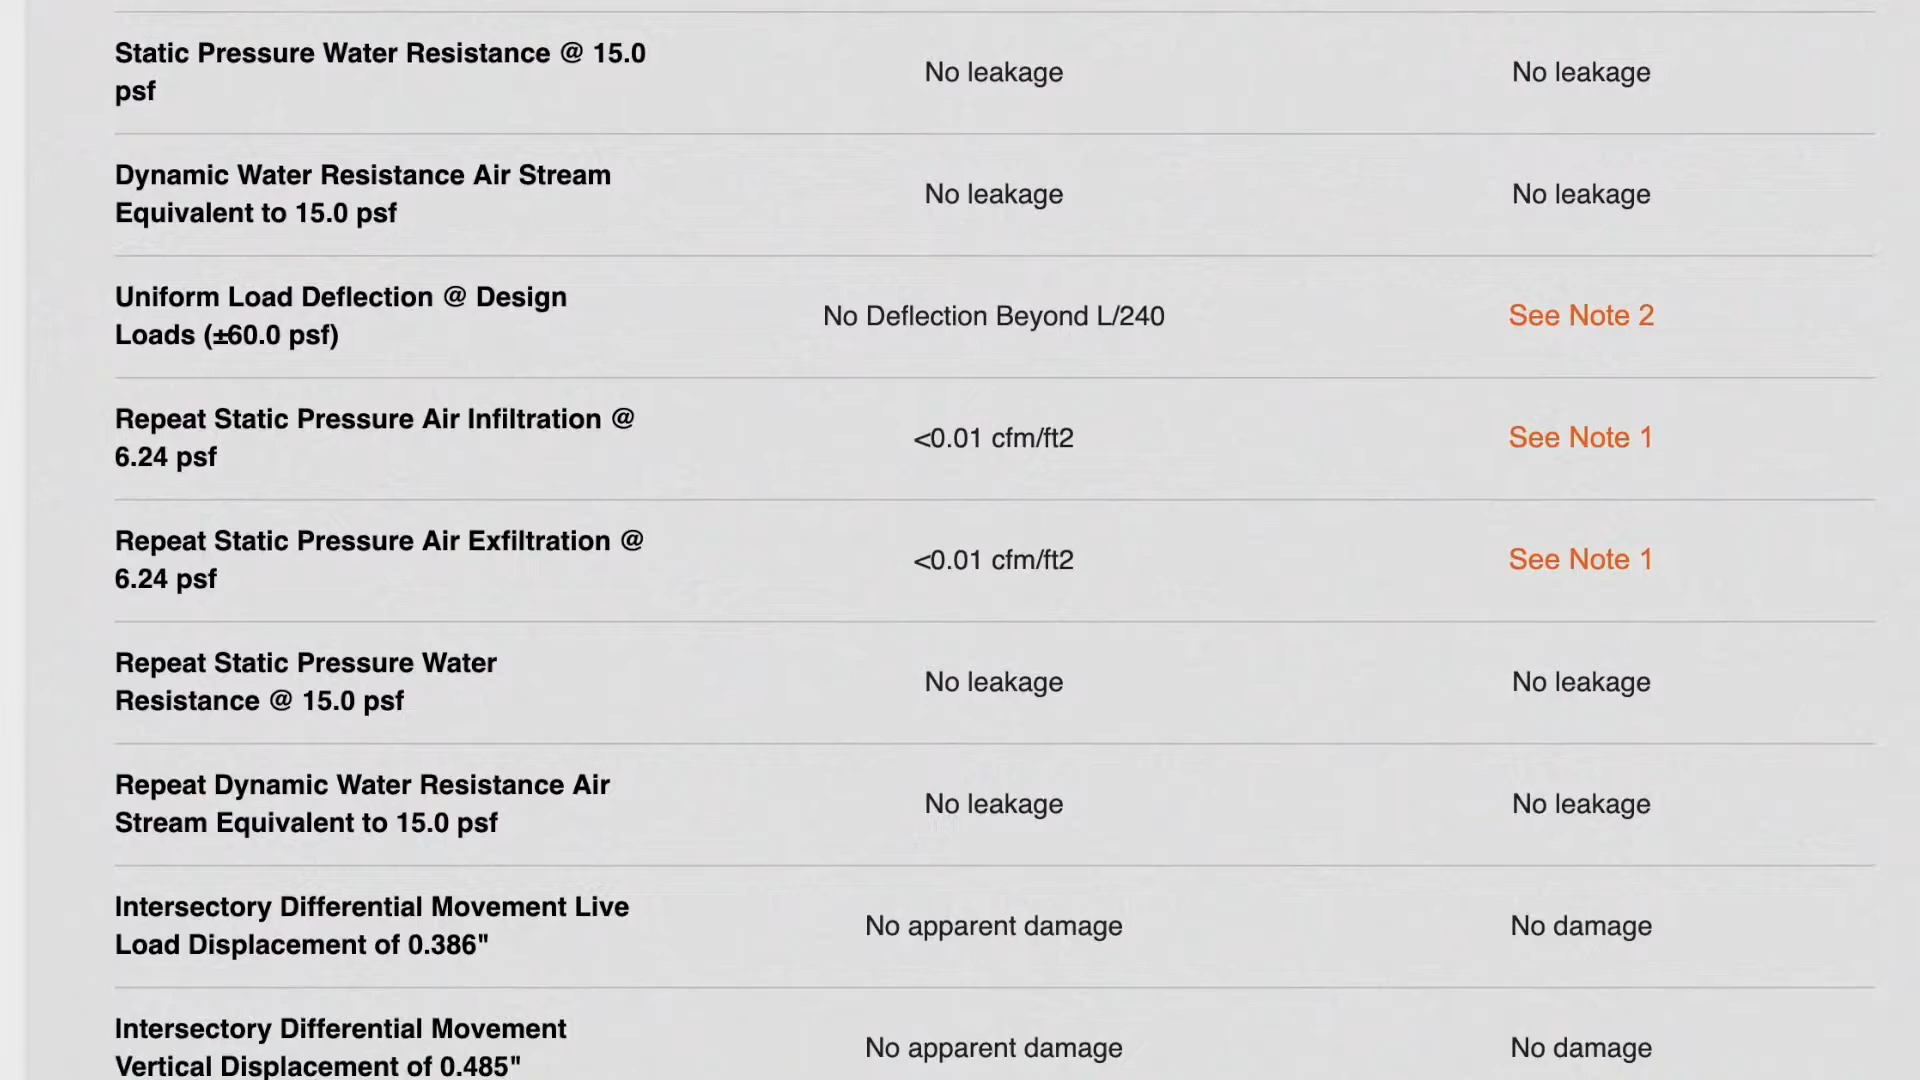 Static Pressure Water Resistance @ 15.0
psf
No leakage
No leakage
Dynamic Water Resistance Air Stream
Equivalent to 15.0 psf
No leakage
No leakage
Uniform Load Deflection @ Design
Loads (±60.0 psf)
No Deflection Beyond L/240
See Note 2
Repeat Static Pressure Air Infiltration @
6.24 psf
<0.01 cfm/ft2
See Note 1
Repeat Static Pressure Air Exfiltration @
6.24 psf
<0.01 cfm/ft2
See Note 1
Repeat Static Pressure Water
Resistance @ 15.0 psf
No leakage
No leakage
Repeat Dynamic Water Resistance Air
Stream Equivalent to 15.0 psf
No leakage
No leakage
Intersectory Differential Movement Live
Load Displacement of 0.386"
No apparent damage
No damage
Intersectory Differential Movement
Vertical Displacement of 0.485"
No apparent damage
No damage